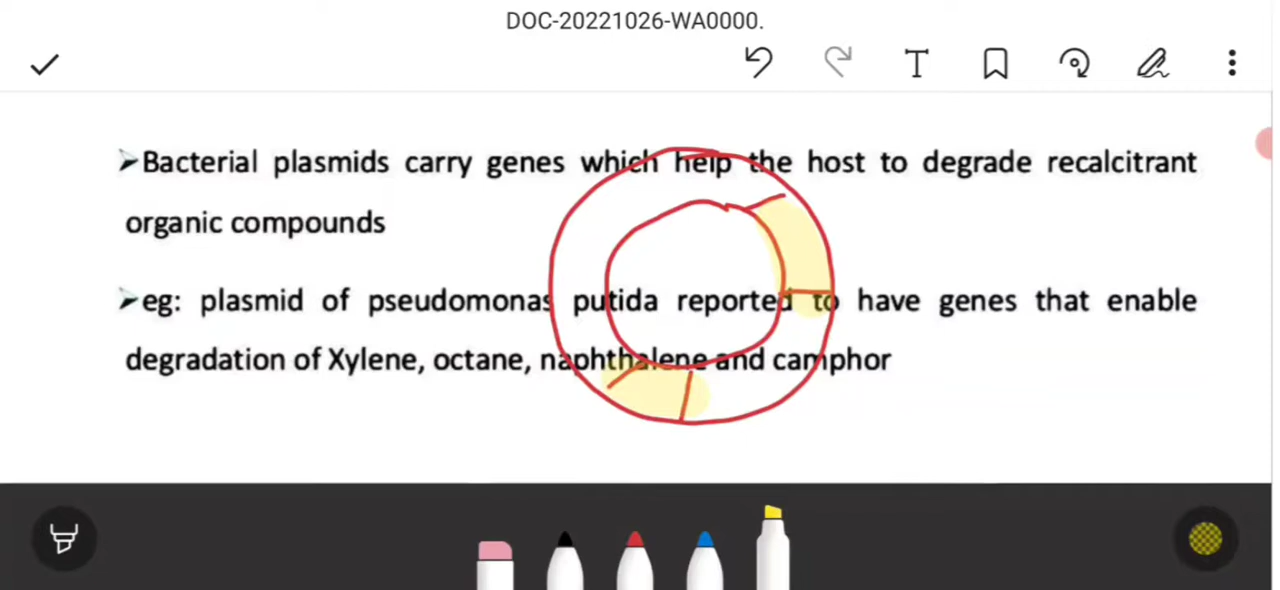 DOC-20221026-WA0000.
T
➢Bacterial plasmids carry genes which help the host to degrade recalcitrant
organic compounds
➢eg: plasmid of pseudomonas putida reported to have genes that enable
degradation of Xylene, octane, naphthalene and camphor